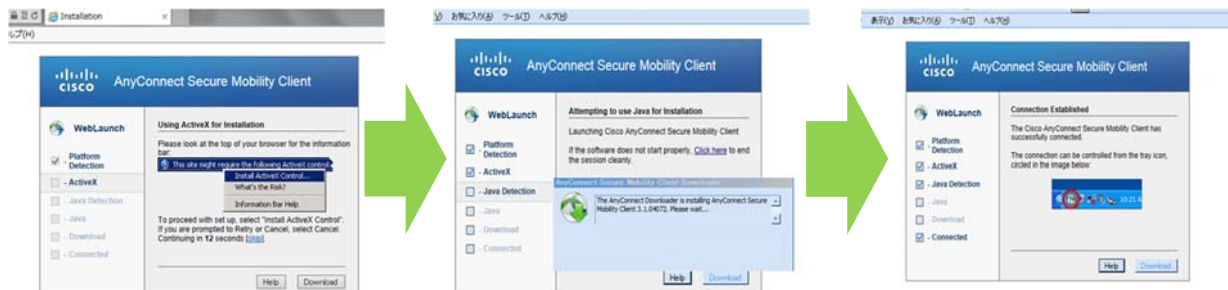 Installation
ルプ(H)
CISCO
AnyConnect Secure Mobility Client
WebLaunch
- Platform Detection
- ActiveX
- Java Detection
- Java
- Download
- Connected
Using ActiveX for Installation
Please look at the top of your browser for the information bar:
This site might require the following ActiveX control
Install ActiveX Control...
What's the Risk?
Information Bar Help
To proceed with set up, select "Install ActiveX Control".
If you are prompted to Retry or Cancel, select Cancel.
Continuing in 12 seconds [skip].
Help
Download
お気に入り(A) ツール(T) ヘルプ(H)
CISCO
AnyConnect Secure Mobility Client
WebLaunch
- Platform Detection
- ActiveX
- Java Detection
- Java
- Download
- Connected
Attempting to use Java for Installation
Launching Cisco AnyConnect Secure Mobility Client
If the software does not start properly, Click here to end
the session cleanly.
AnyConnect Secure Mobility Client Downloader
The AnyConnect Downloader is installing AnyConnect Secure
Mobility Client 3.1.04072. Please wait...
Help
Download
表示(V) お気に入り(A) ツール(T) ヘルプ(H)
CISCO
AnyConnect Secure Mobility Client
WebLaunch
- Platform Detection
- ActiveX
- Java Detection
- Java
- Download
- Connected
Connection Established
The Cisco AnyConnect Secure Mobility Client has
successfully connected.
The connection can be controlled from the tray icon,
circled in the image below:
10:21 A
Help
Download